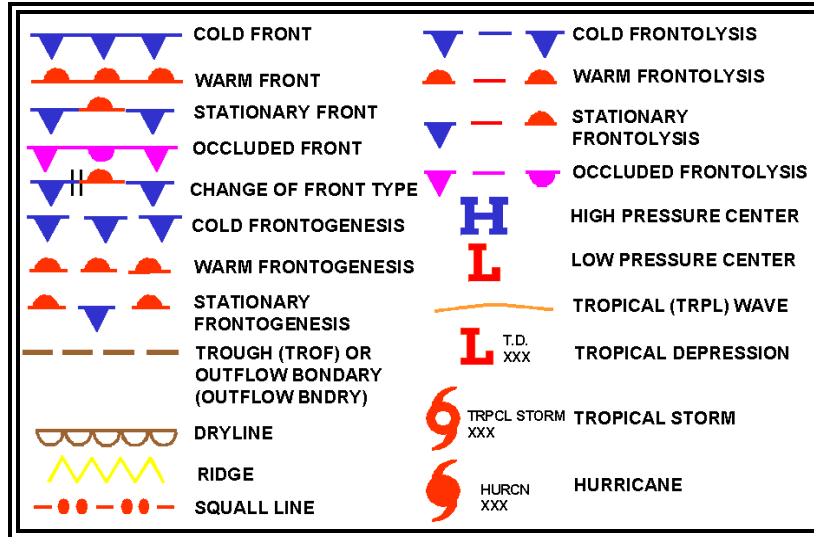 COLD FRONT
WARM FRONT
STATIONARY FRONT
OCCLUDED FRONT
CHANGE OF FRONT TYPE
COLD FRONTOGENESIS
WARM FRONTOGENESIS
STATIONARY
FRONTOGENESIS
TROUGH (TROF) OR
OUTFLOW BONDARY
(OUTFLOW BNDRY)
DRYLINE
RIDGE
SQUALL LINE
COLD FRONTOLYSIS
WARM FRONTOLYSIS
STATIONARY
FRONTOLYSIS
OCCLUDED FRONTOLYSIS
H HIGH PRESSURE CENTER
L LOW PRESSURE CENTER
TROPICAL (TRPL) WAVE
L T.D.
XXX
TROPICAL DEPRESSION
TRPCL STORM
XXX
TROPICAL STORM
HURCN
XXX
HURRICANE